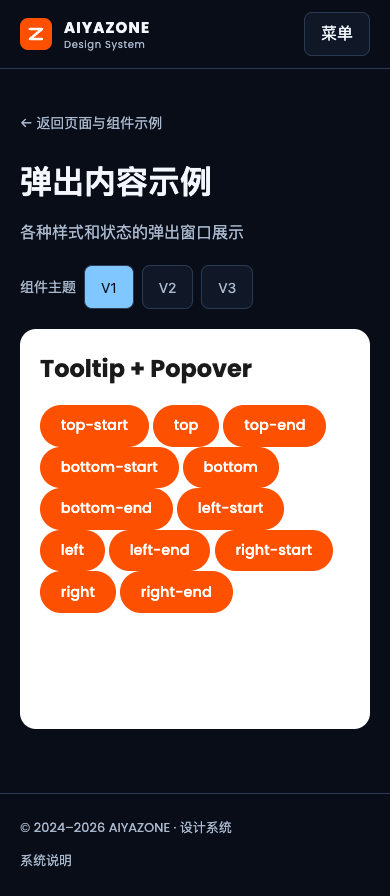 AIYAZONE
Design System
菜单
← 返回页面与组件示例
弹出内容示例
各种样式和状态的弹出窗口展示
组件主题 V1 V2 V3
Tooltip + Popover
top-start top top-end
bottom-start bottom
bottom-end left-start
left left-end right-start
right right-end
© 2024–2026 AIYAZONE · 设计系统
系统说明